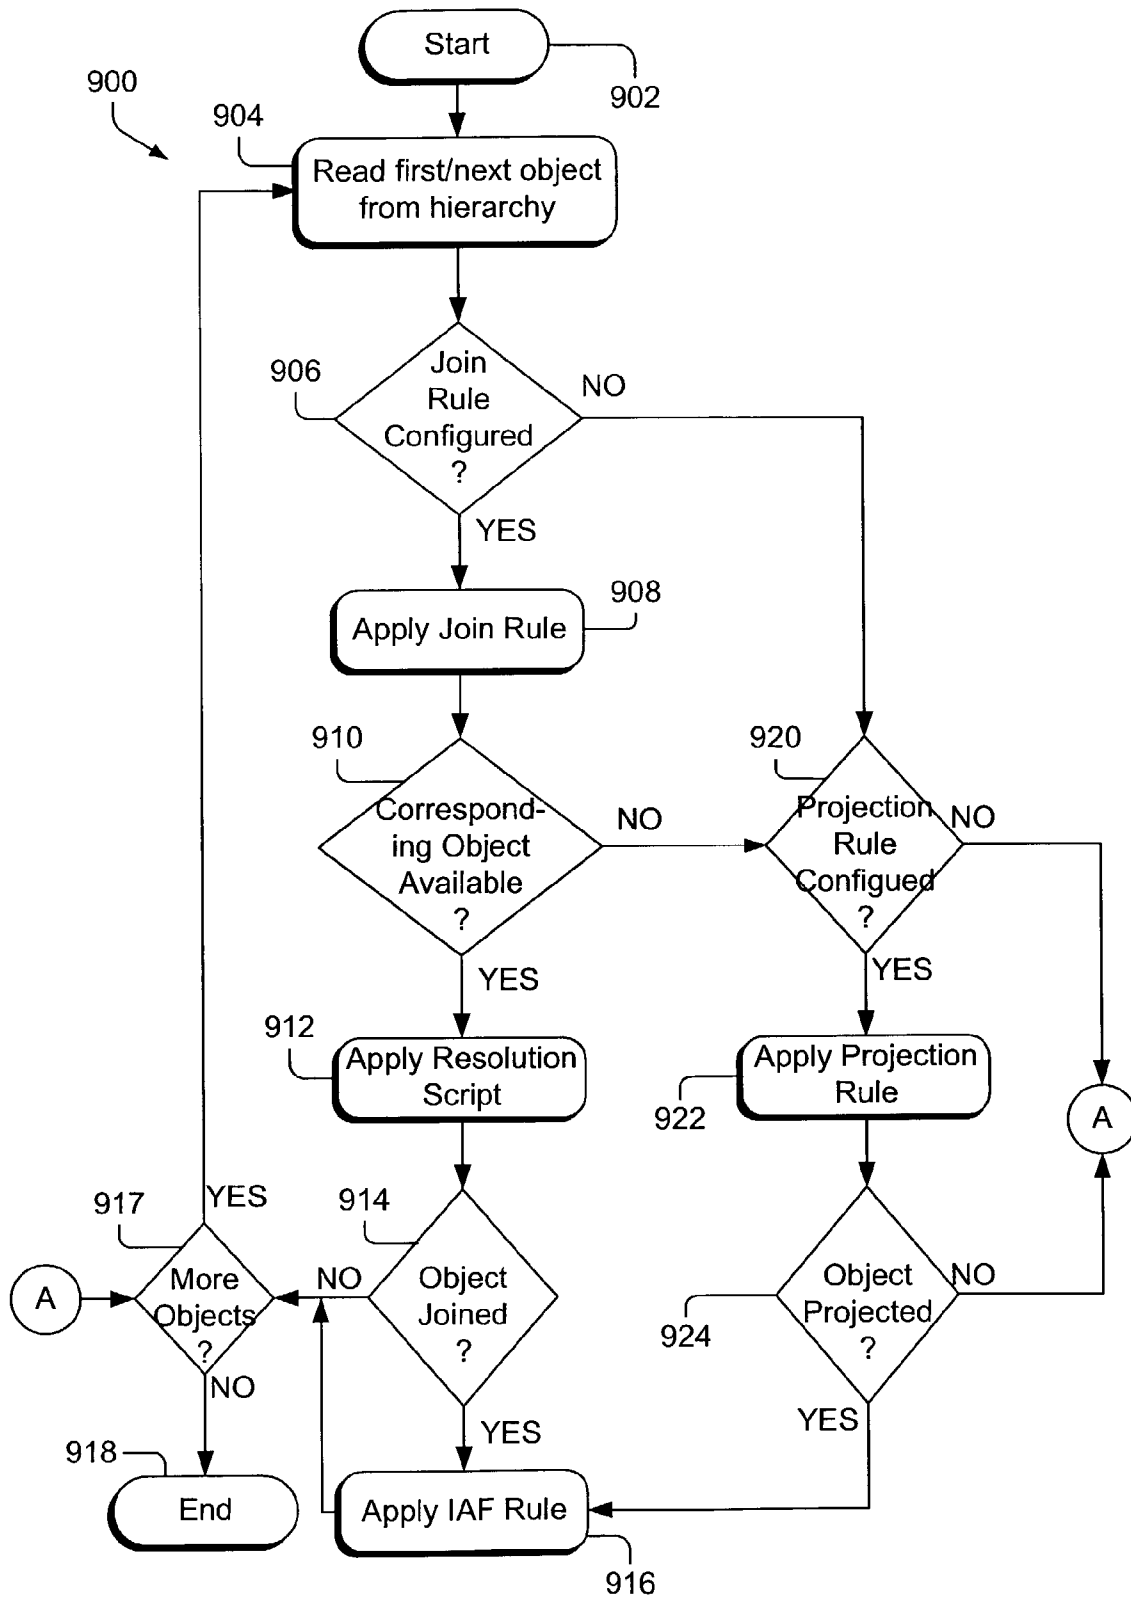 Start
902
900
904
Read first/next object
from hierarchy
906
Join
Rule
Configured
?
NO
YES
908
Apply Join Rule
910
Correspond-
ing Object
Available
?
NO
920
Projection
Rule
Configued
?
NO
YES
YES
912
Apply Resolution
Script
Apply Projection
Rule
922
A
917
YES
914
924
A
More
Objects
?
NO
Object
Joined
?
NO
Object
Projected
?
NO
YES
YES
918
End
Apply IAF Rule
916